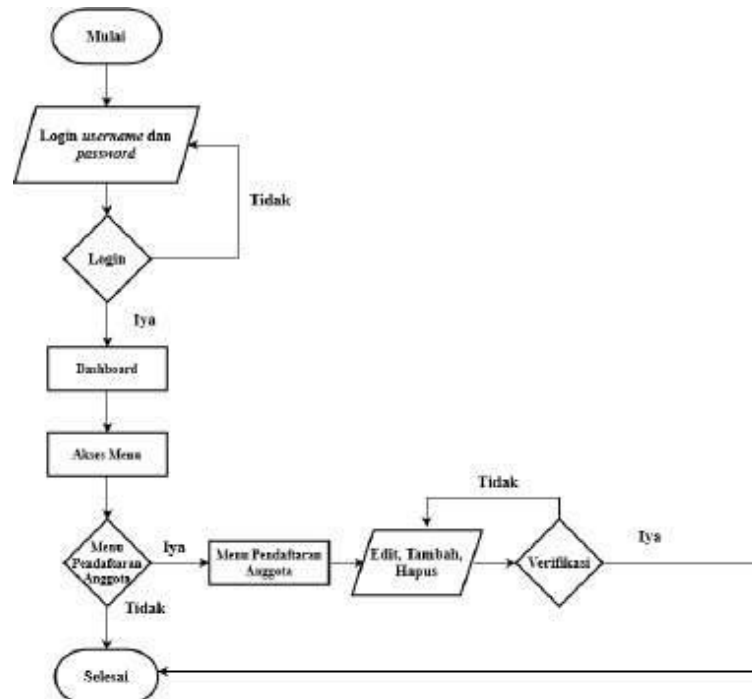 Mulai
Login username dan
password
Tidak
Login
Iya
Dashboard
Akses Menu
Menu
Pendaftaran
Anggota
Iya
Menu Pendaftaran
Anggota
Edit, Tambah,
Hapus
Tidak
Verifikasi
Iya
Tidak
Selesai